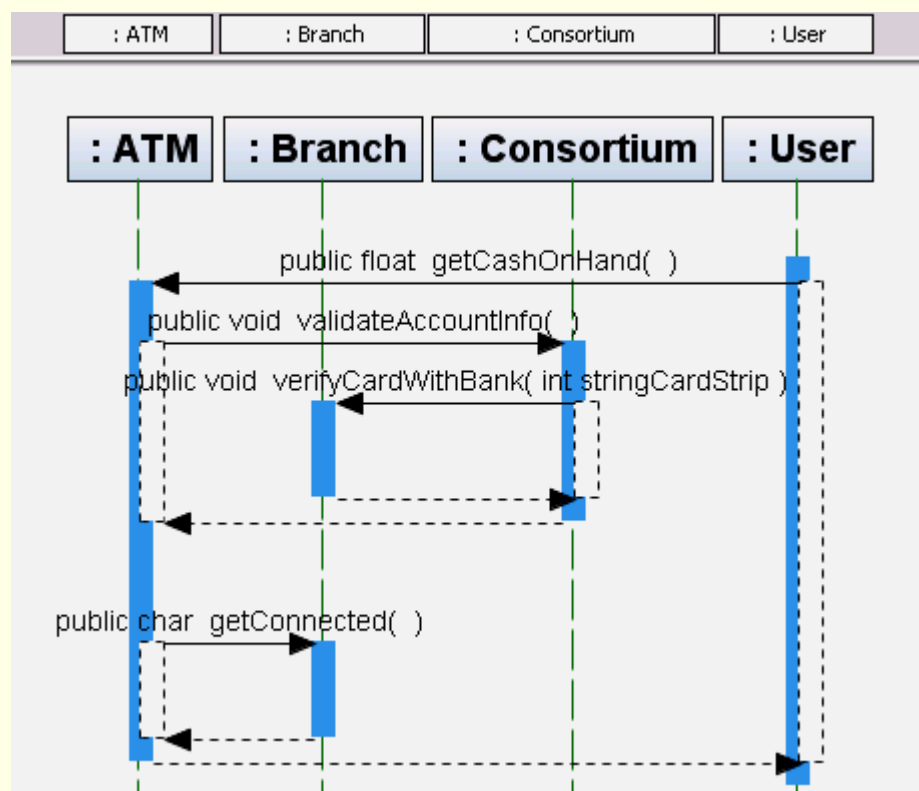 : ATM : Branch : Consortium : User
: ATM : Branch : Consortium : User
public float getCashOnHand( )
public void validateAccountInfo( )
public void verifyCardWithBank( int stringCardStrip )
public char getConnected( )